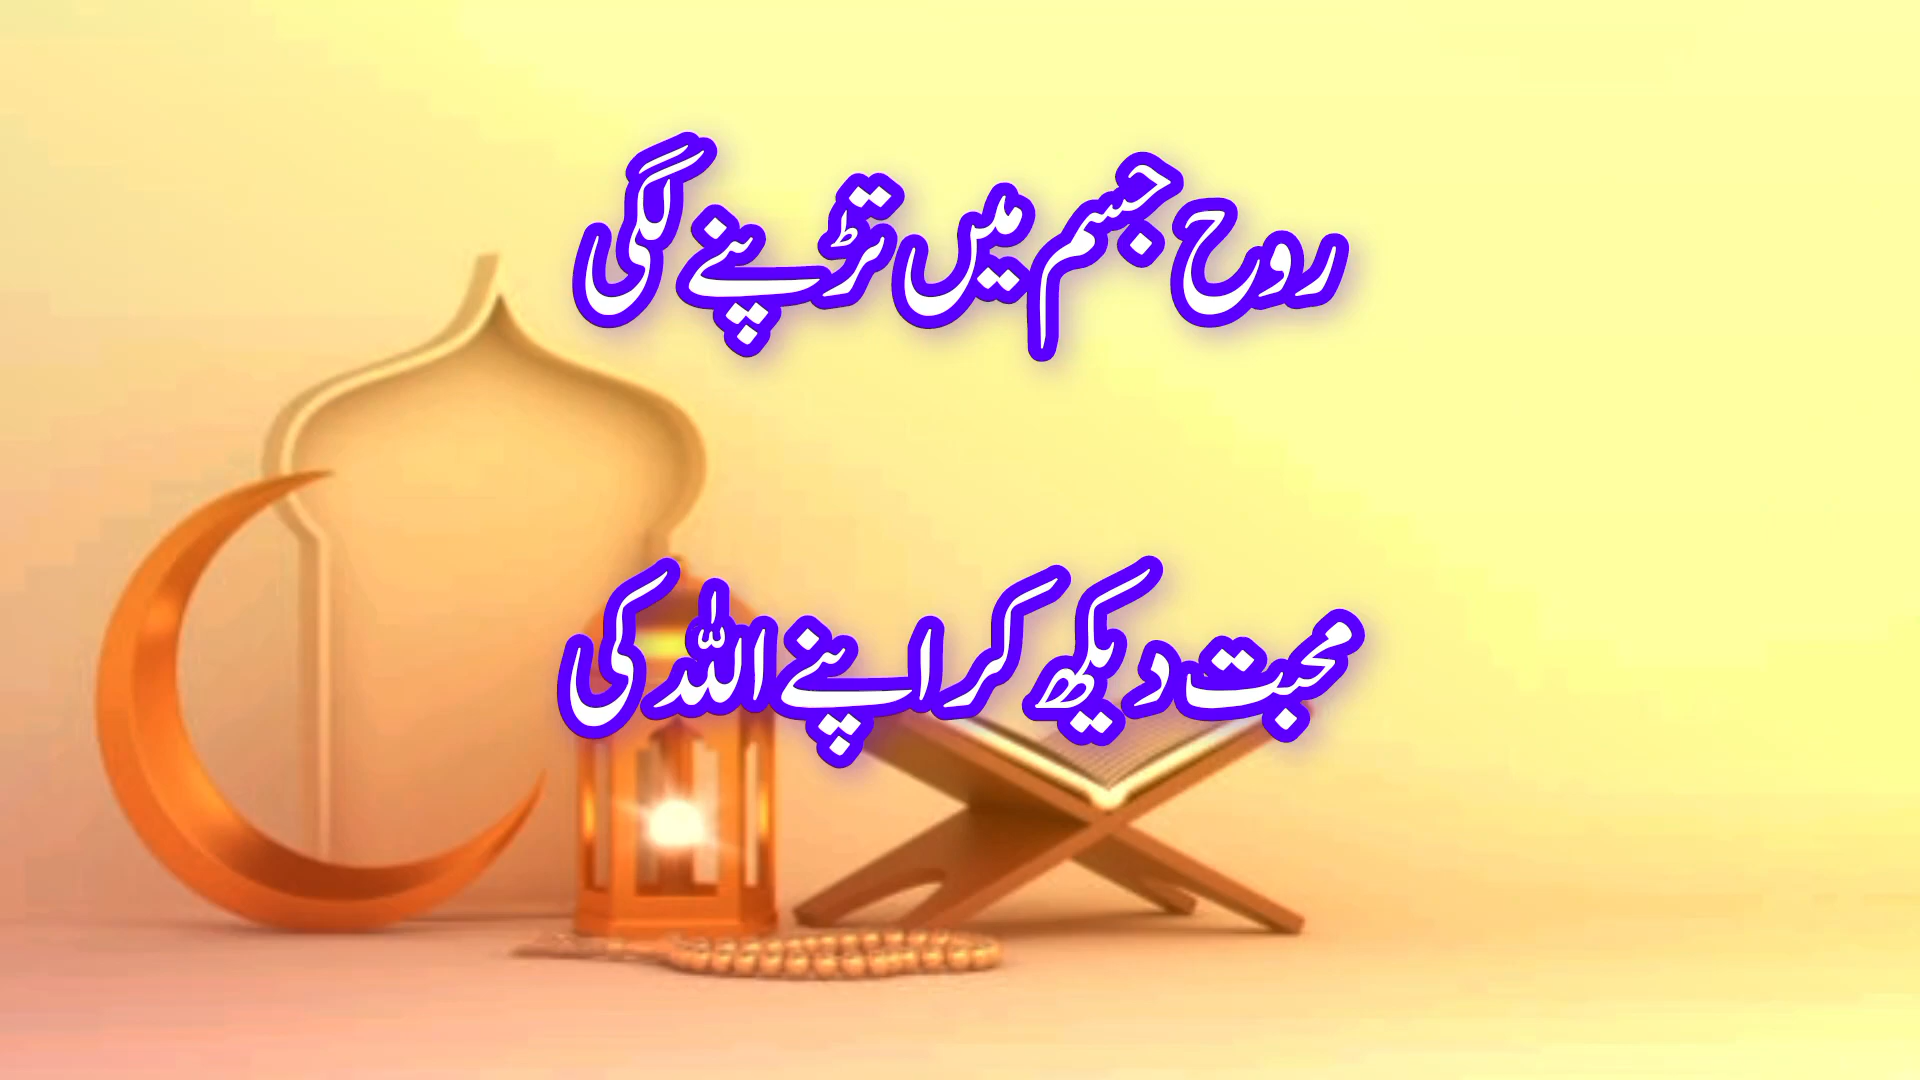 روح جسم میں تڑپنے لگی
محبت دیکھ کر اپنے اللہ کی